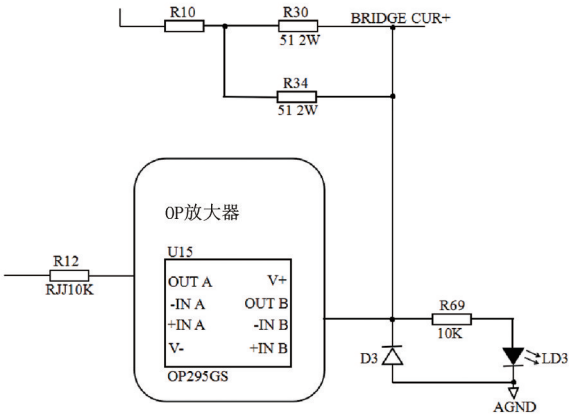 R10
R30
BRIDGE CUR+
51 2W
R34
51 2W
OP放大器
U15
R12
RJJ10K
OUT A
V+
-IN A
OUT B
+IN A
-IN B
V-
+IN B
OP295GS
R69
10K
D3
LD3
AGND